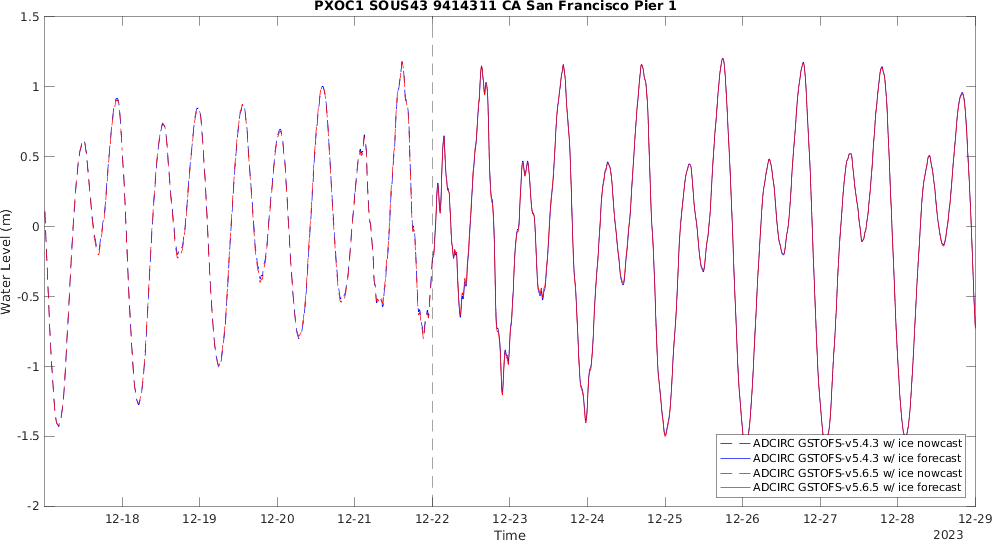 PXOC1 SOUS43 9414311 CA San Francisco Pier 1
1.5
1
0.5
0
-0.5
-1
-1.5
-2
Water Level (m)
ADCIRC GSTOFS-v5.4.3 w/ ice nowcast
ADCIRC GSTOFS-v5.4.3 w/ ice forecast
ADCIRC GSTOFS-v5.6.5 w/ ice nowcast
ADCIRC GSTOFS-v5.6.5 w/ ice forecast
12-18 12-19 12-20 12-21 12-22 12-23 12-24 12-25 12-26 12-27 12-28 12-29
Time
2023